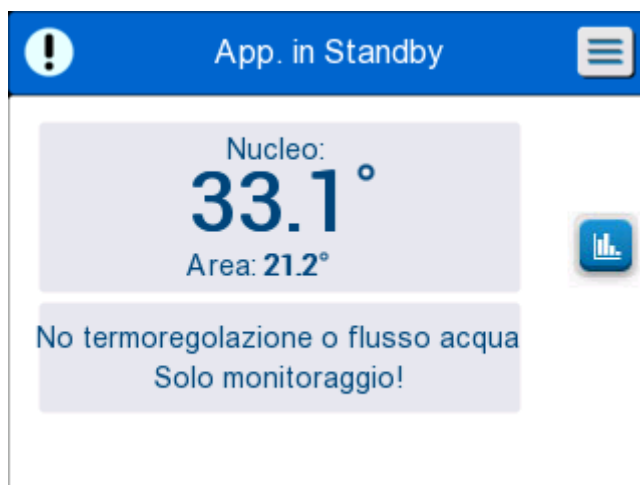 App. in Standby
Nucleo:
33.1°
Area: 21.2°
No termoregolazione o flusso acqua
Solo monitoraggio!